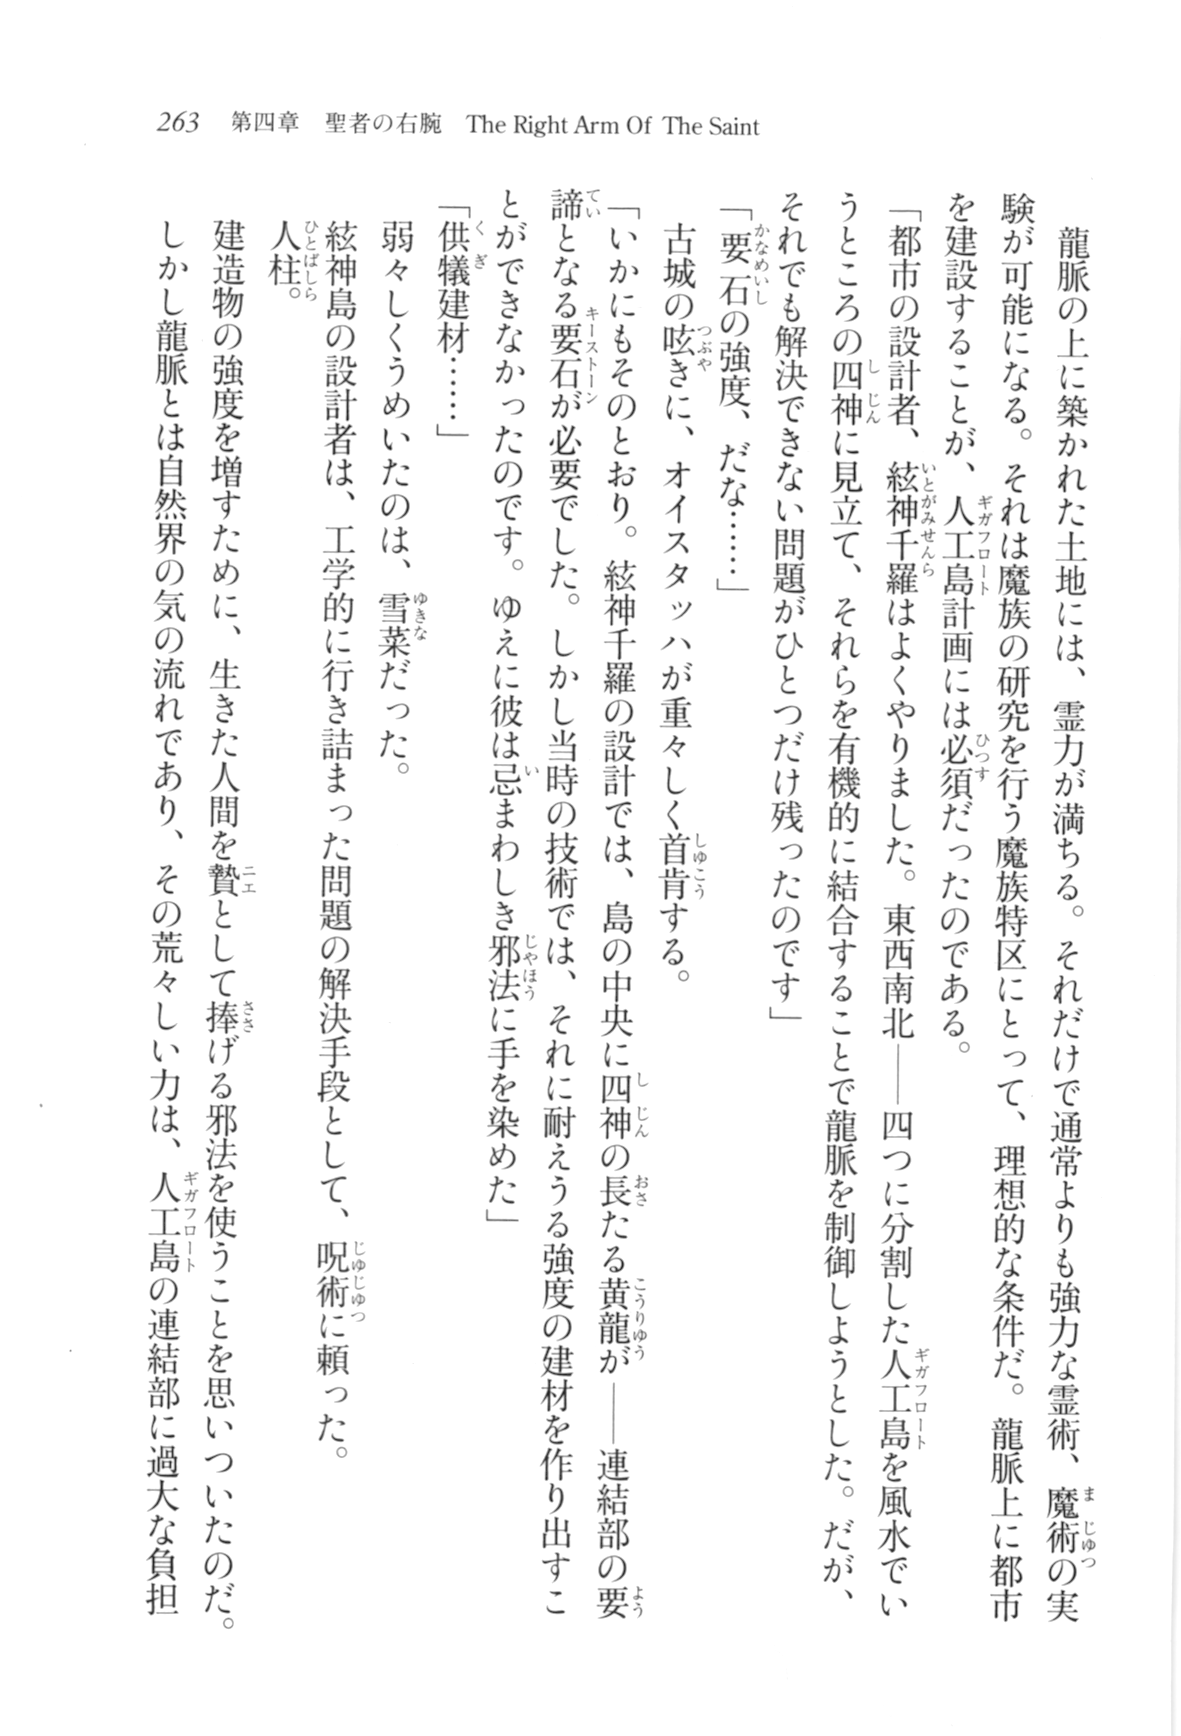 263　第四章　聖者の右腕　The Right Arm Of The Saint
　龍脈の上に築かれた土地には、霊力が満ちる。それだけで通常よりも強力な霊術、魔術の実
験が可能になる。それは魔族の研究を行う魔族特区にとって、理想的な条件だ。龍脈上に都市
を建設することが、人工島計画には必須だったのである。
「都市の設計者、絃神千羅はよくやりました。東西南北――四つに分割した人工島を風水でい
うところの四神に見立て、それらを有機的に結合することで龍脈を制御しようとした。だが、
それでも解決できない問題がひとつだけ残ったのです」
「要石の強度、だな……」
　古城の呟きに、オイスタッハが重々しく首肯する。
「いかにもそのとおり。絃神千羅の設計では、島の中央に四神の長たる黄龍が――連結部の要
諦となる要石が必要でした。しかし当時の技術では、それに耐えうる強度の建材を作り出すこ
とができなかったのです。ゆえに彼は忌まわしき邪法に手を染めた」
「供犠建材……」
　弱々しくうめいたのは、雪菜だった。
　絃神島の設計者は、工学的に行き詰まった問題の解決手段として、呪術に頼った。
　人柱。
　建造物の強度を増すために、生きた人間を贄として捧げる邪法を使うことを思いついたのだ。
　しかし龍脈とは自然界の気の流れであり、その荒々しい力は、人工島の連結部に過大な負担